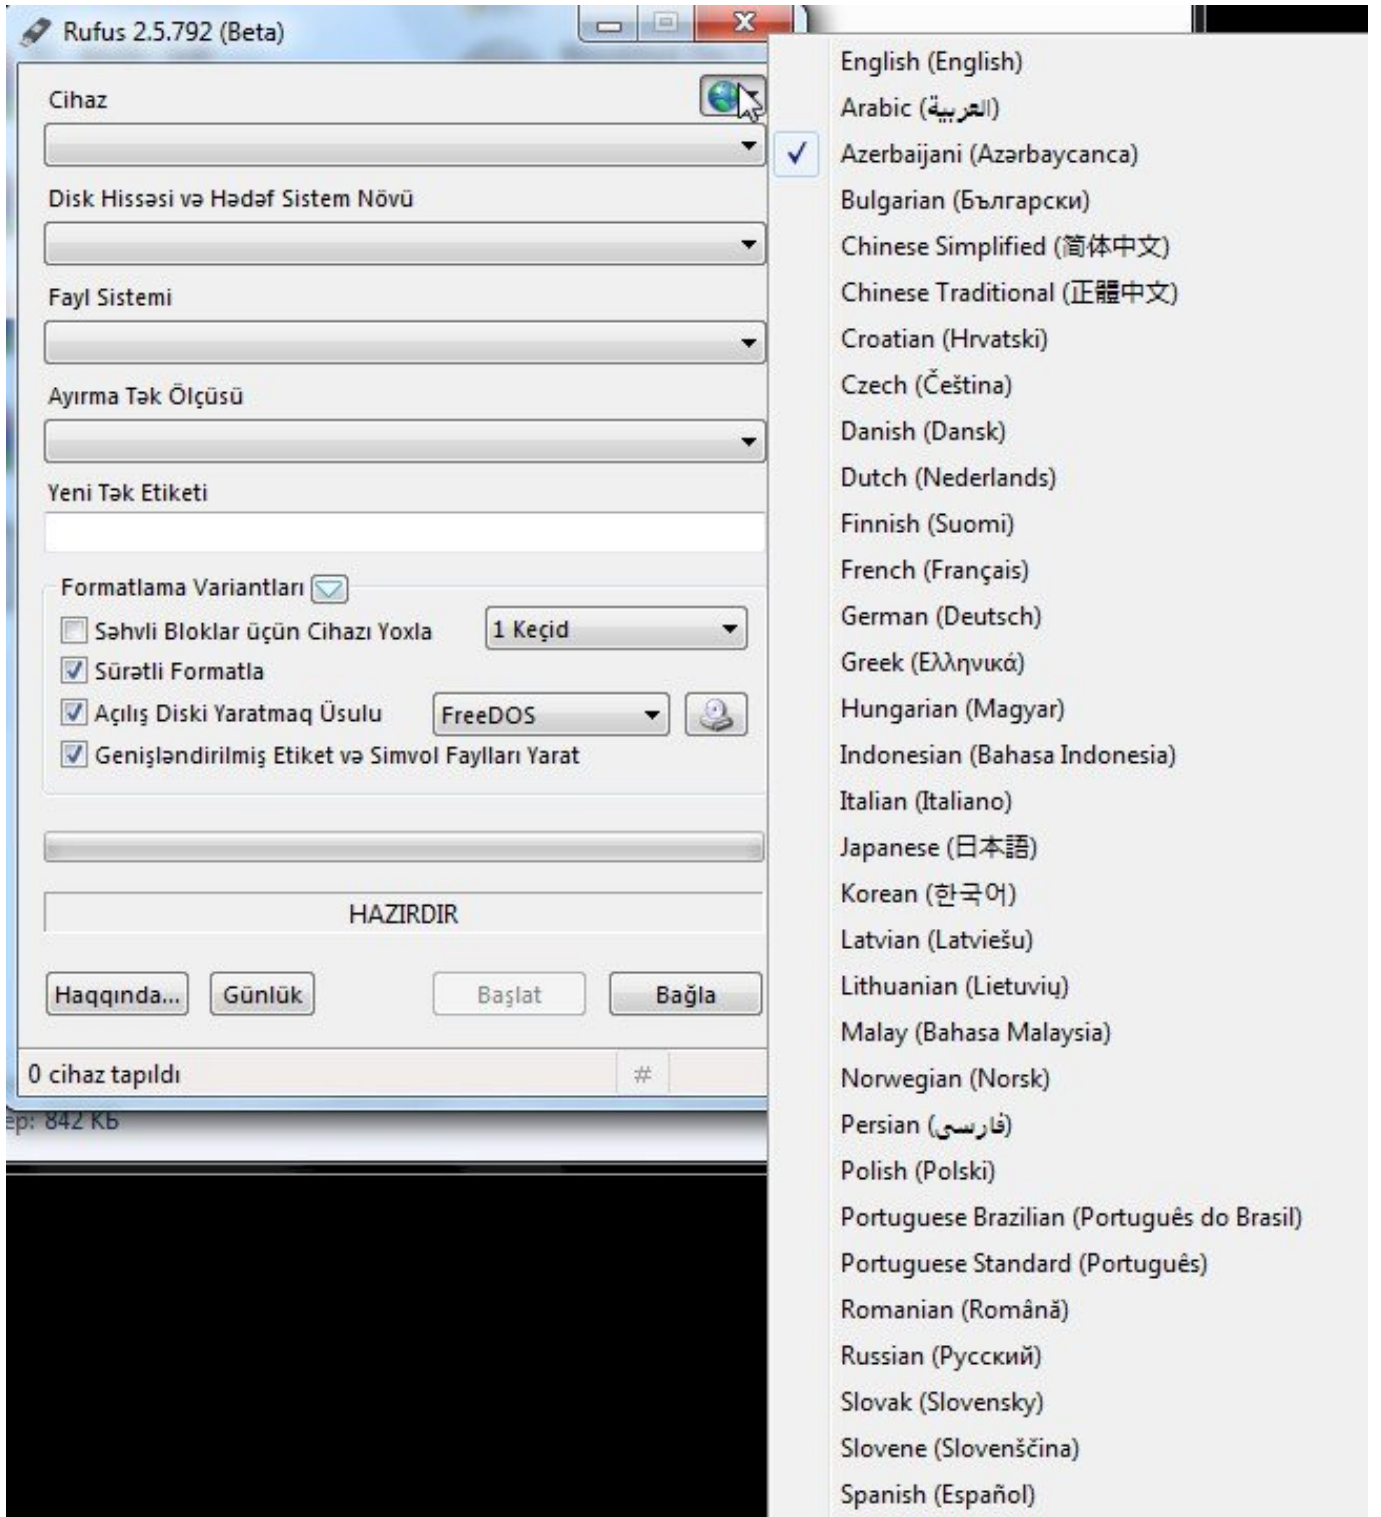 Rufus 2.5.792 (Beta)
Cihaz
Disk Hissəsi və Hədəf Sistem Növü
Fayl Sistemi
Ayırma Tək Ölçüsü
Yeni Tək Etiketi
Formatlama Variantları
Səhvli Bloklar üçün Cihazı Yoxla
1 Keçid
Sürətli Formatla
Açılış Diski Yaratmaq Üsulu
FreeDOS
Genişləndirilmiş Etiket və Simvol Faylları Yarat
HAZIRDIR
Haqqında...
Günlük
Başlat
Bağla
0 cihaz tapıldı
#
ер: 842 КБ
English (English)
Arabic (العربية)
Azerbaijani (Azərbaycanca)
Bulgarian (Български)
Chinese Simplified (简体中文)
Chinese Traditional (正體中文)
Croatian (Hrvatski)
Czech (Čeština)
Danish (Dansk)
Dutch (Nederlands)
Finnish (Suomi)
French (Français)
German (Deutsch)
Greek (Ελληνικά)
Hungarian (Magyar)
Indonesian (Bahasa Indonesia)
Italian (Italiano)
Japanese (日本語)
Korean (한국어)
Latvian (Latviešu)
Lithuanian (Lietuvių)
Malay (Bahasa Malaysia)
Norwegian (Norsk)
Persian (فارسی)
Polish (Polski)
Portuguese Brazilian (Português do Brasil)
Portuguese Standard (Português)
Romanian (Română)
Russian (Русский)
Slovak (Slovensky)
Slovene (Slovenščina)
Spanish (Español)